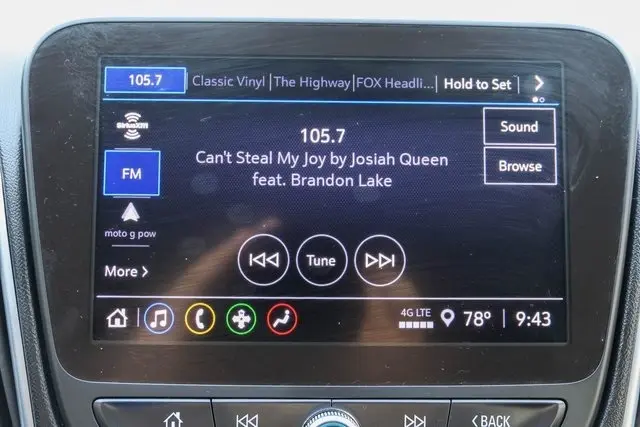 105.7 Classic Vinyl The Highway FOX Headli... Hold to Set
SiriusXM
105.7
Sound
Can't Steal My Joy by Josiah Queen
feat. Brandon Lake
Browse
FM
moto g pow
More
Tune
4G LTE 78° 9:43
BACK